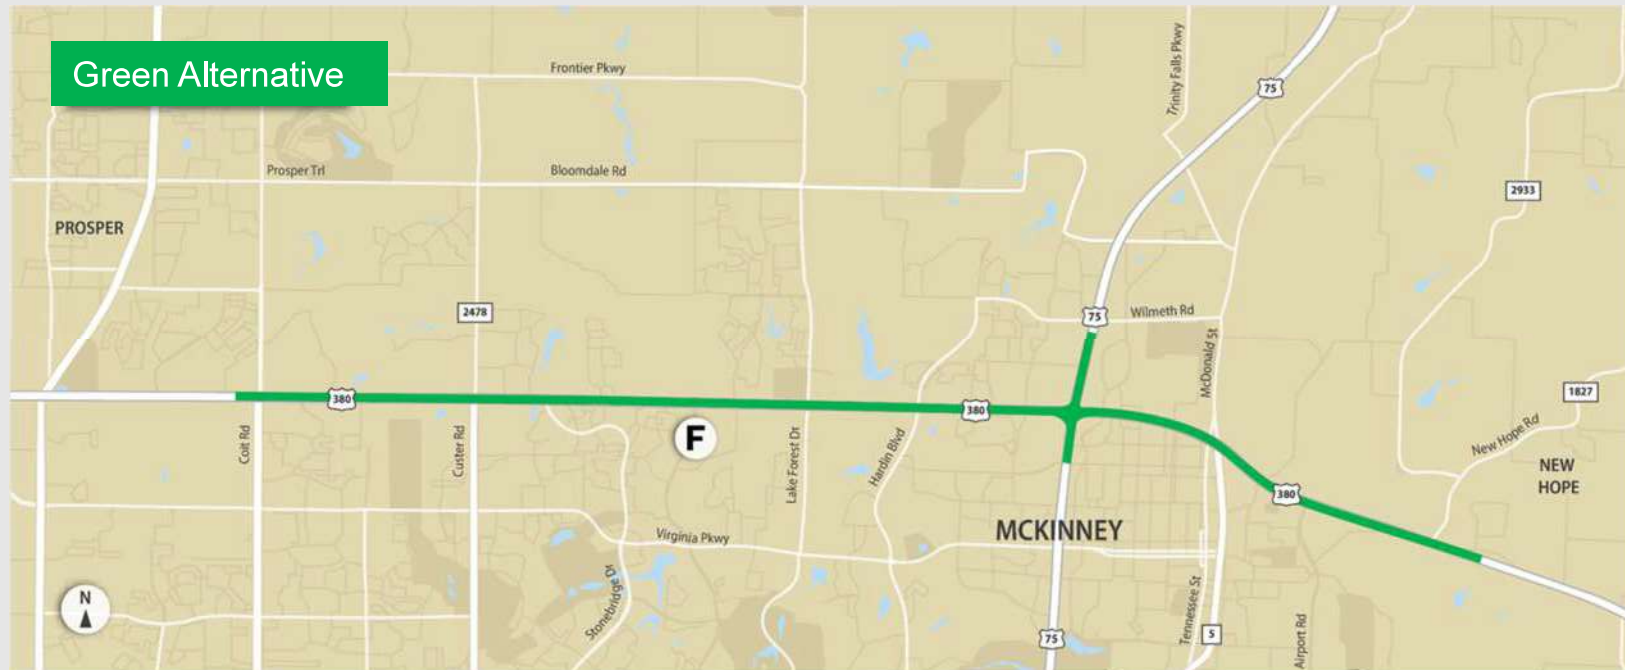 Green Alternative
Frontier Pkwy
Trinity Falls Pkwy
75
Prosper Trl
Bloomdale Rd
2933
PROSPER
2478
75
Wilmeth Rd
McDonald St
380
380
1827
F
Coit Rd
Custer Rd
Lake Forest Dr
Hardin Blvd
New Hope Rd
NEW
HOPE
380
MCKINNEY
Virginia Pkwy
N
Stonebridge Dr
75
Tennessee St
5
Airport Rd